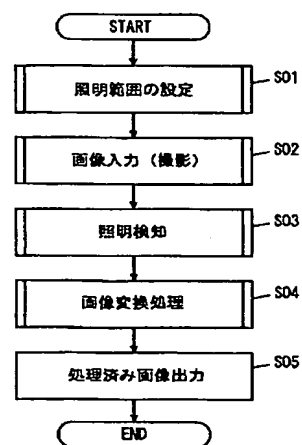 START
照明範囲の設定
S01
画像入力（撮影）
S02
照明検知
S03
画像変換処理
S04
処理済み画像出力
S05
END